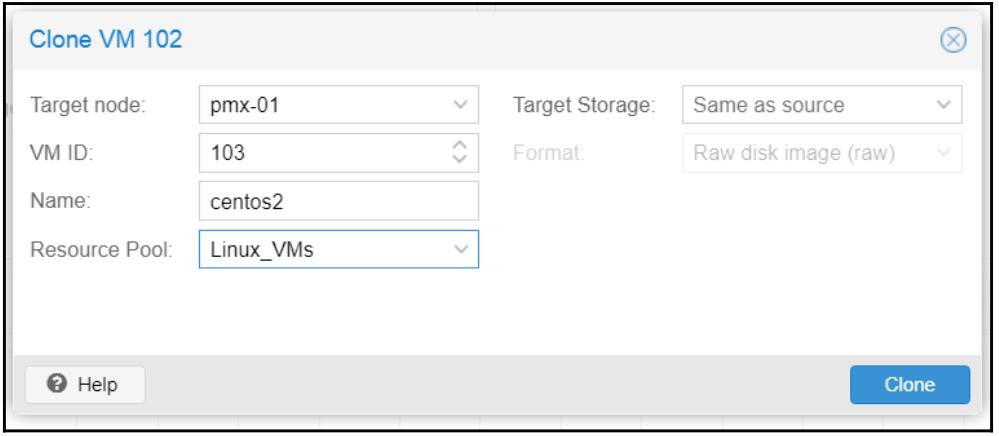 Clone VM 102
Target node: pmx-01 Target Storage: Same as source
VM ID: 103 Format: Raw disk image (raw)
Name: centos2
Resource Pool: Linux_VMs
Help Clone